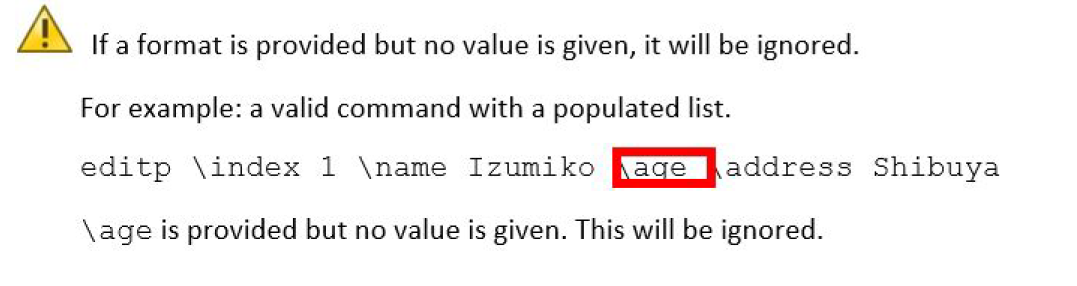 If a format is provided but no value is given, it will be ignored.
For example: a valid command with a populated list.
editp \index 1 \name Izumiko \age \address Shibuya
\age is provided but no value is given. This will be ignored.